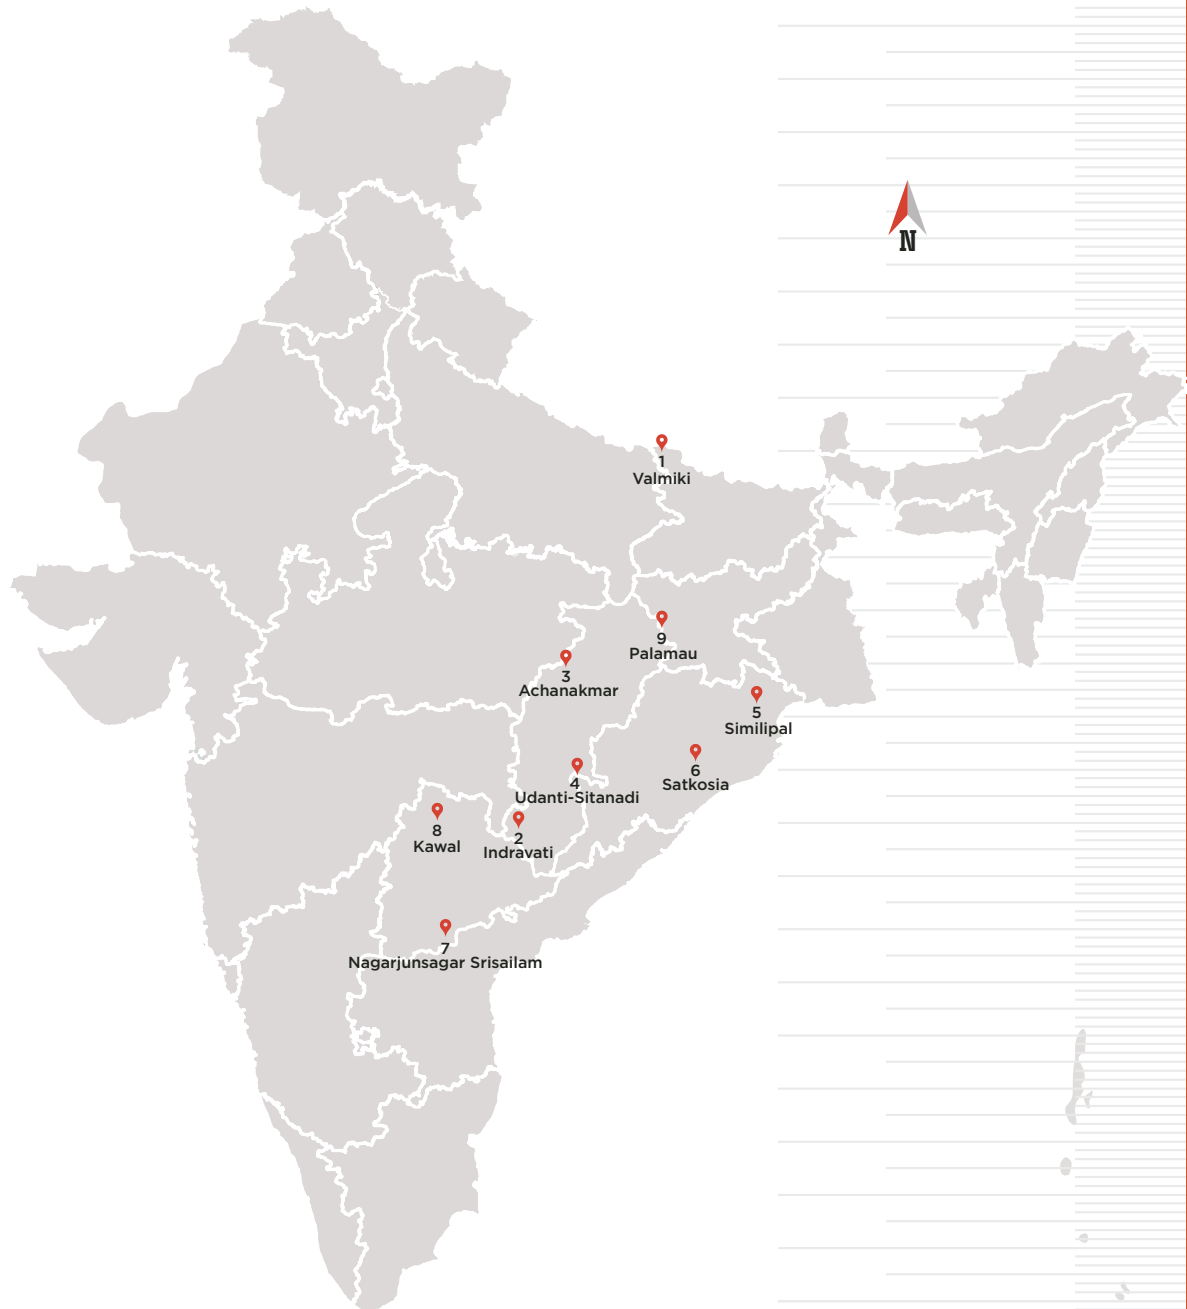 N
1
Valmiki
9
Palamau
3
Achanakmar
5
Similipal
6
Satkosia
4
Udanti-Sitanadi
8
Kawal
2
Indravati
7
Nagarjunsagar Srisailam